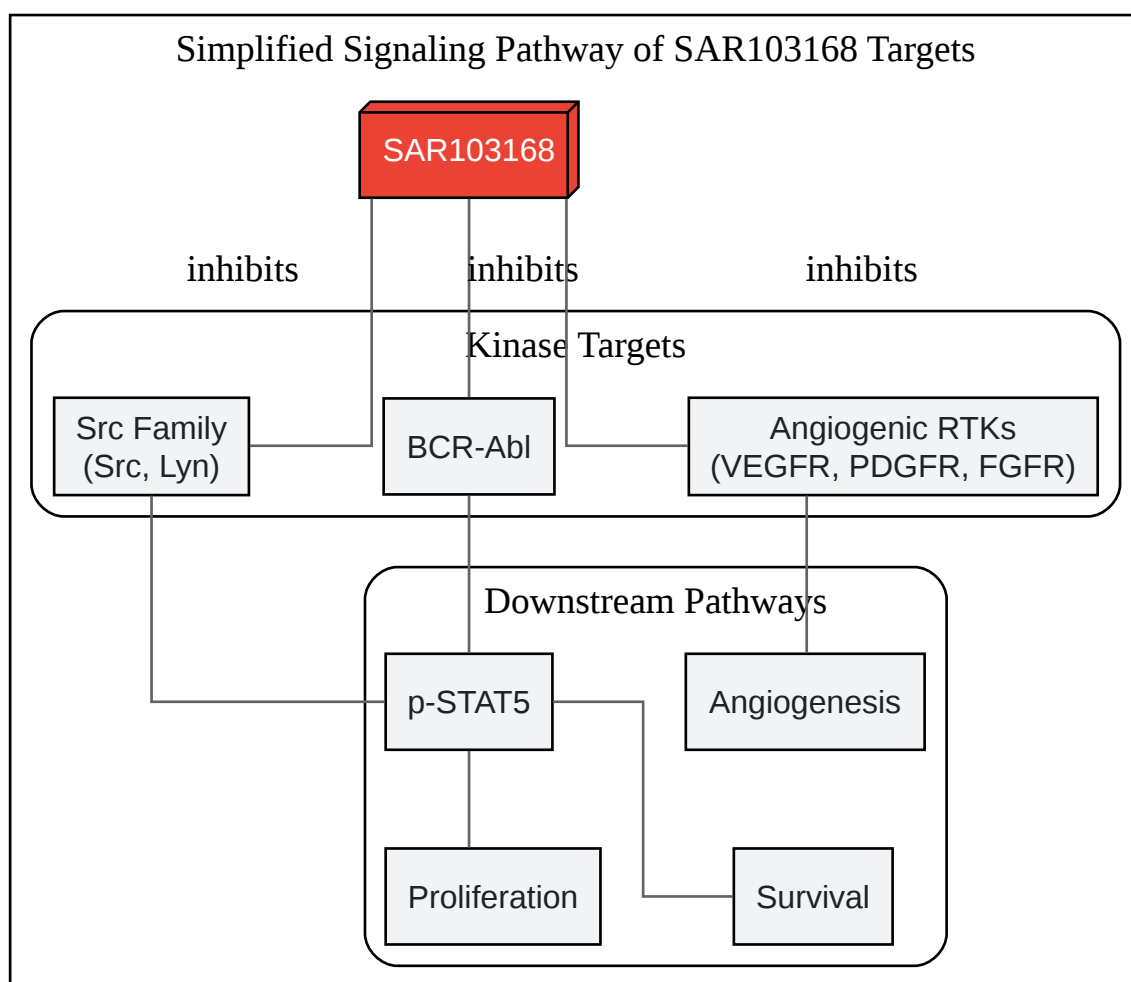 Simplified Signaling Pathway of SAR103168 Targets
SAR103168
inhibits
inhibits
inhibits
Kinase Targets
Src Family
(Src, Lyn)
BCR-Abl
Angiogenic RTKs
(VEGFR, PDGFR, FGFR)
Downstream Pathways
p-STAT5
Angiogenesis
Proliferation
Survival